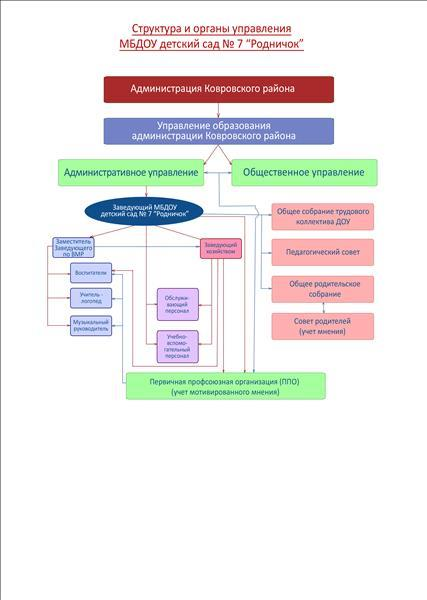 Структура и органы управления
МБДОУ детский сад № 7 “Родничок”
Администрация Ковровского района
Управление образования
администрации Ковровского района
Административное управление
Общественное управление
Заведующий МБДОУ
детский сад № 7 “Родничок”
Общее собрание трудового
коллектива ДОУ
Заместитель
Заведующего
по ВМР
Заведующий
хозяйством
Педагогический совет
Воспитатели
Общее родительское
собрание
Учитель -
логопед
Обслужи-
вающий
персонал
Музыкальный
руководитель
Совет родителей
(учет мнения)
Учебно-
вспомо-
гательный
персонал
Первичная профсоюзная организация (ППО)
(учет мотивированного мнения)